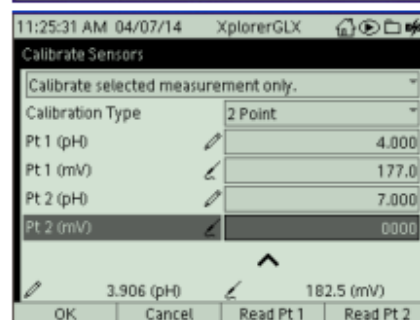 11:25:31 AM 04/07/14 XplorerGLX
Calibrate Sensors
Calibrate selected measurement only.
Calibration Type 2 Point
Pt 1 (pH) 4.000
Pt 1 (mV) 177.0
Pt 2 (pH) 7.000
Pt 2 (mV) 0000
3.906 (pH) 182.5 (mV)
OK Cancel Read Pt 1 Read Pt 2